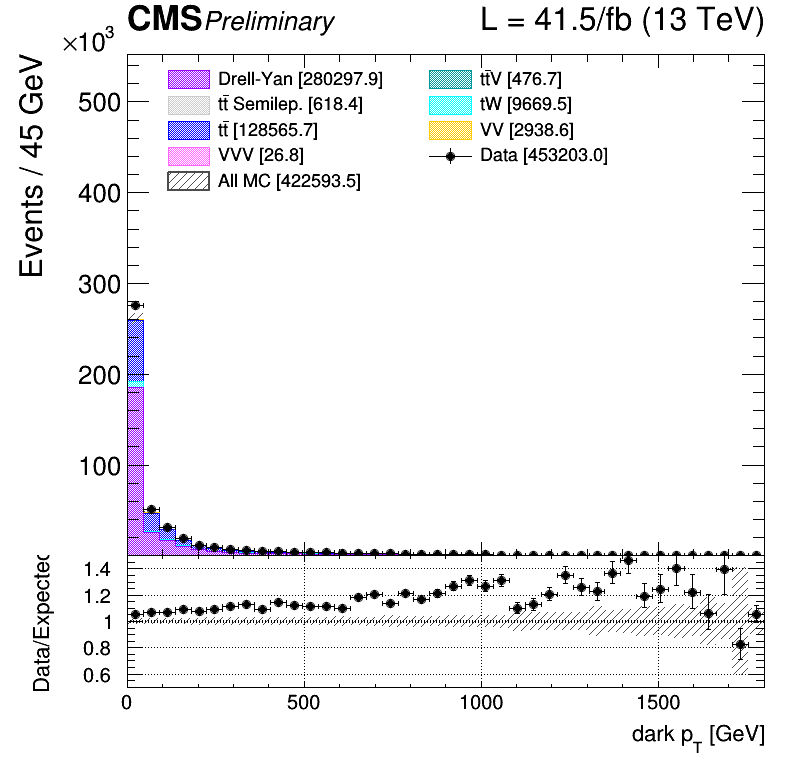 CMS Preliminary L = 41.5/fb (13 TeV)
×10³
Drell-Yan [280297.9]
tt̄ Semilep. [618.4]
tt̄ [128565.7]
VVV [26.8]
All MC [422593.5]
tt̄V [476.7]
tW [9669.5]
VV [2938.6]
Data [453203.0]
Events / 45 GeV
500
400
300
200
100
Data/Expected
1.4
1.2
1
0.8
0.6
0 500 1000 1500
dark p_T [GeV]